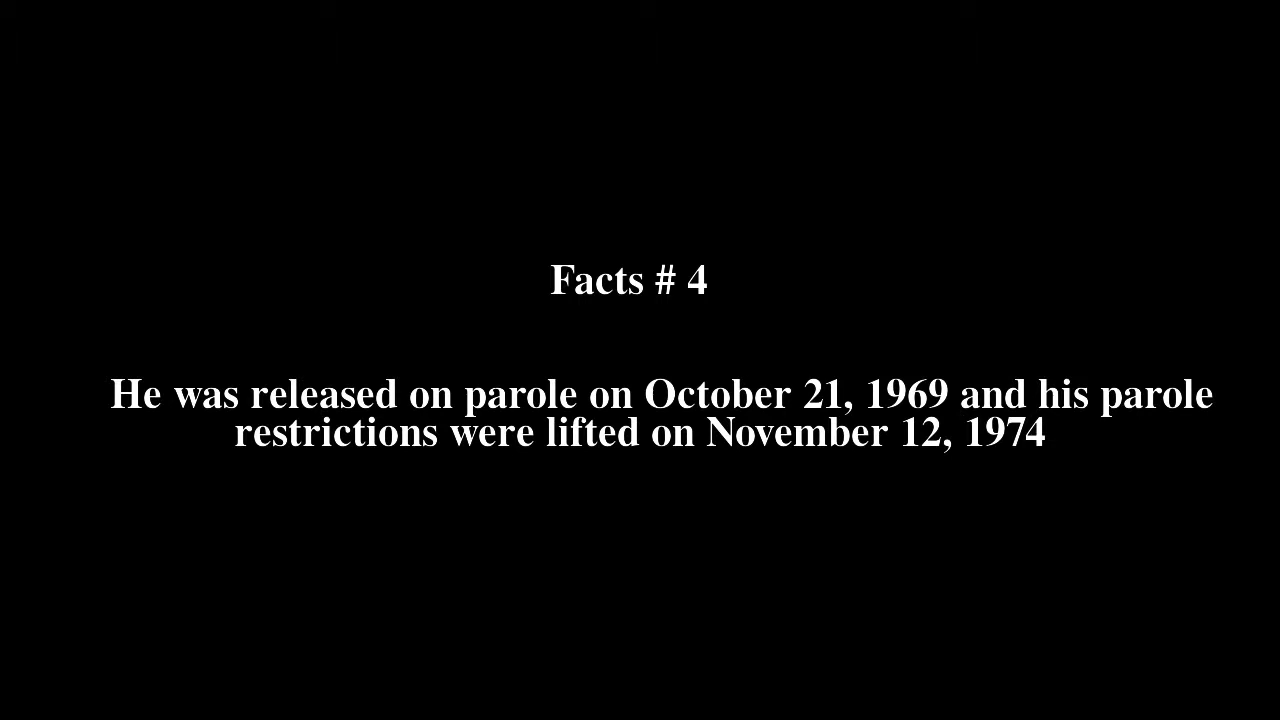 Facts # 4
He was released on parole on October 21, 1969 and his parole
restrictions were lifted on November 12, 1974